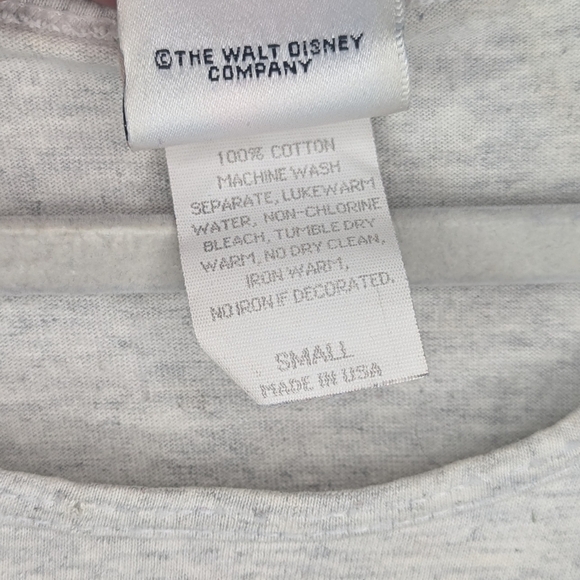 ©THE WALT DISNEY
COMPANY
100% COTTON
MACHINE WASH
SEPARATE, LUKEWARM
WATER, NON-CHLORINE
BLEACH, TUMBLE DRY
WARM, NO DRY CLEAN,
IRON WARM,
NO IRON IF DECORATED.
SMALL
MADE IN USA